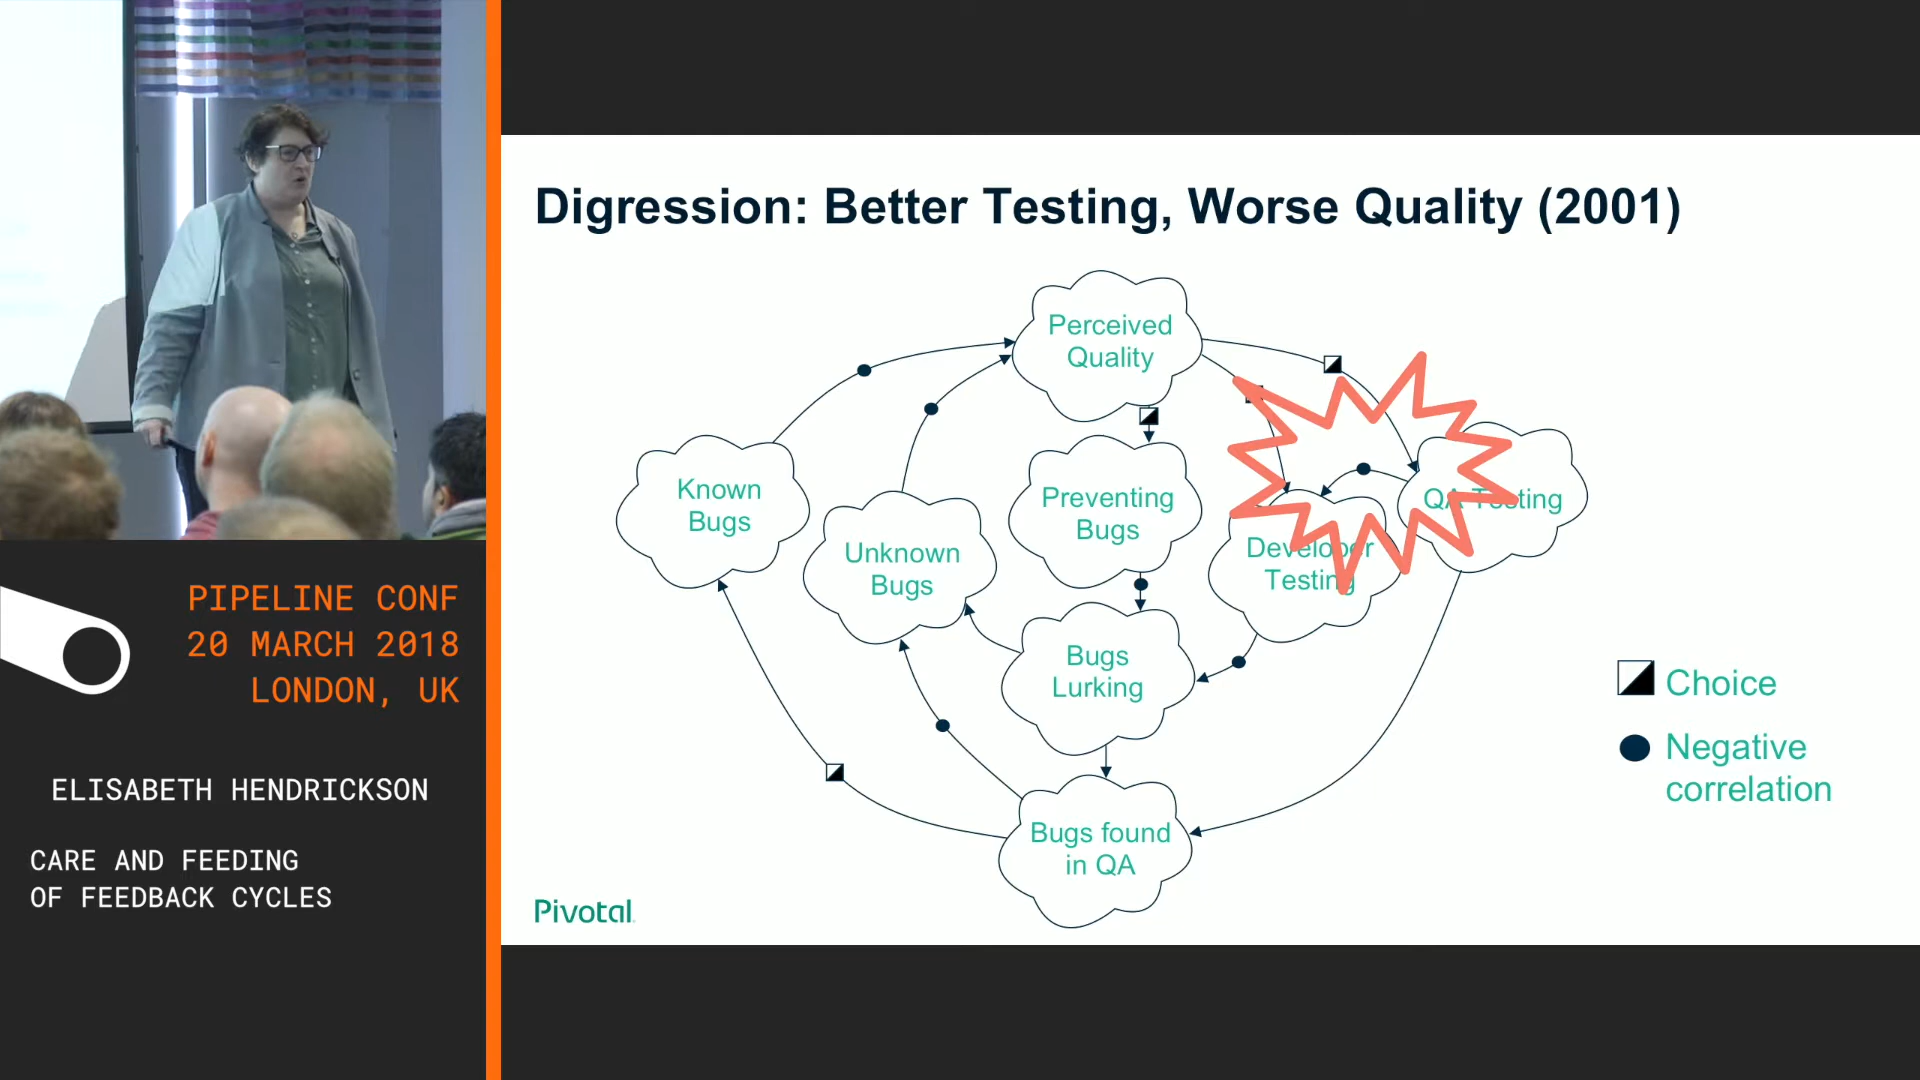 PIPELINE CONF
20 MARCH 2018
LONDON, UK
ELISABETH HENDRICKSON
CARE AND FEEDING
OF FEEDBACK CYCLES
Digression: Better Testing, Worse Quality (2001)
Perceived
Quality
Known
Bugs
Unknown
Bugs
Preventing
Bugs
Developer
Testing
QA Testing
Bugs
Lurking
Bugs found
in QA
Choice
Negative
correlation
Pivotal